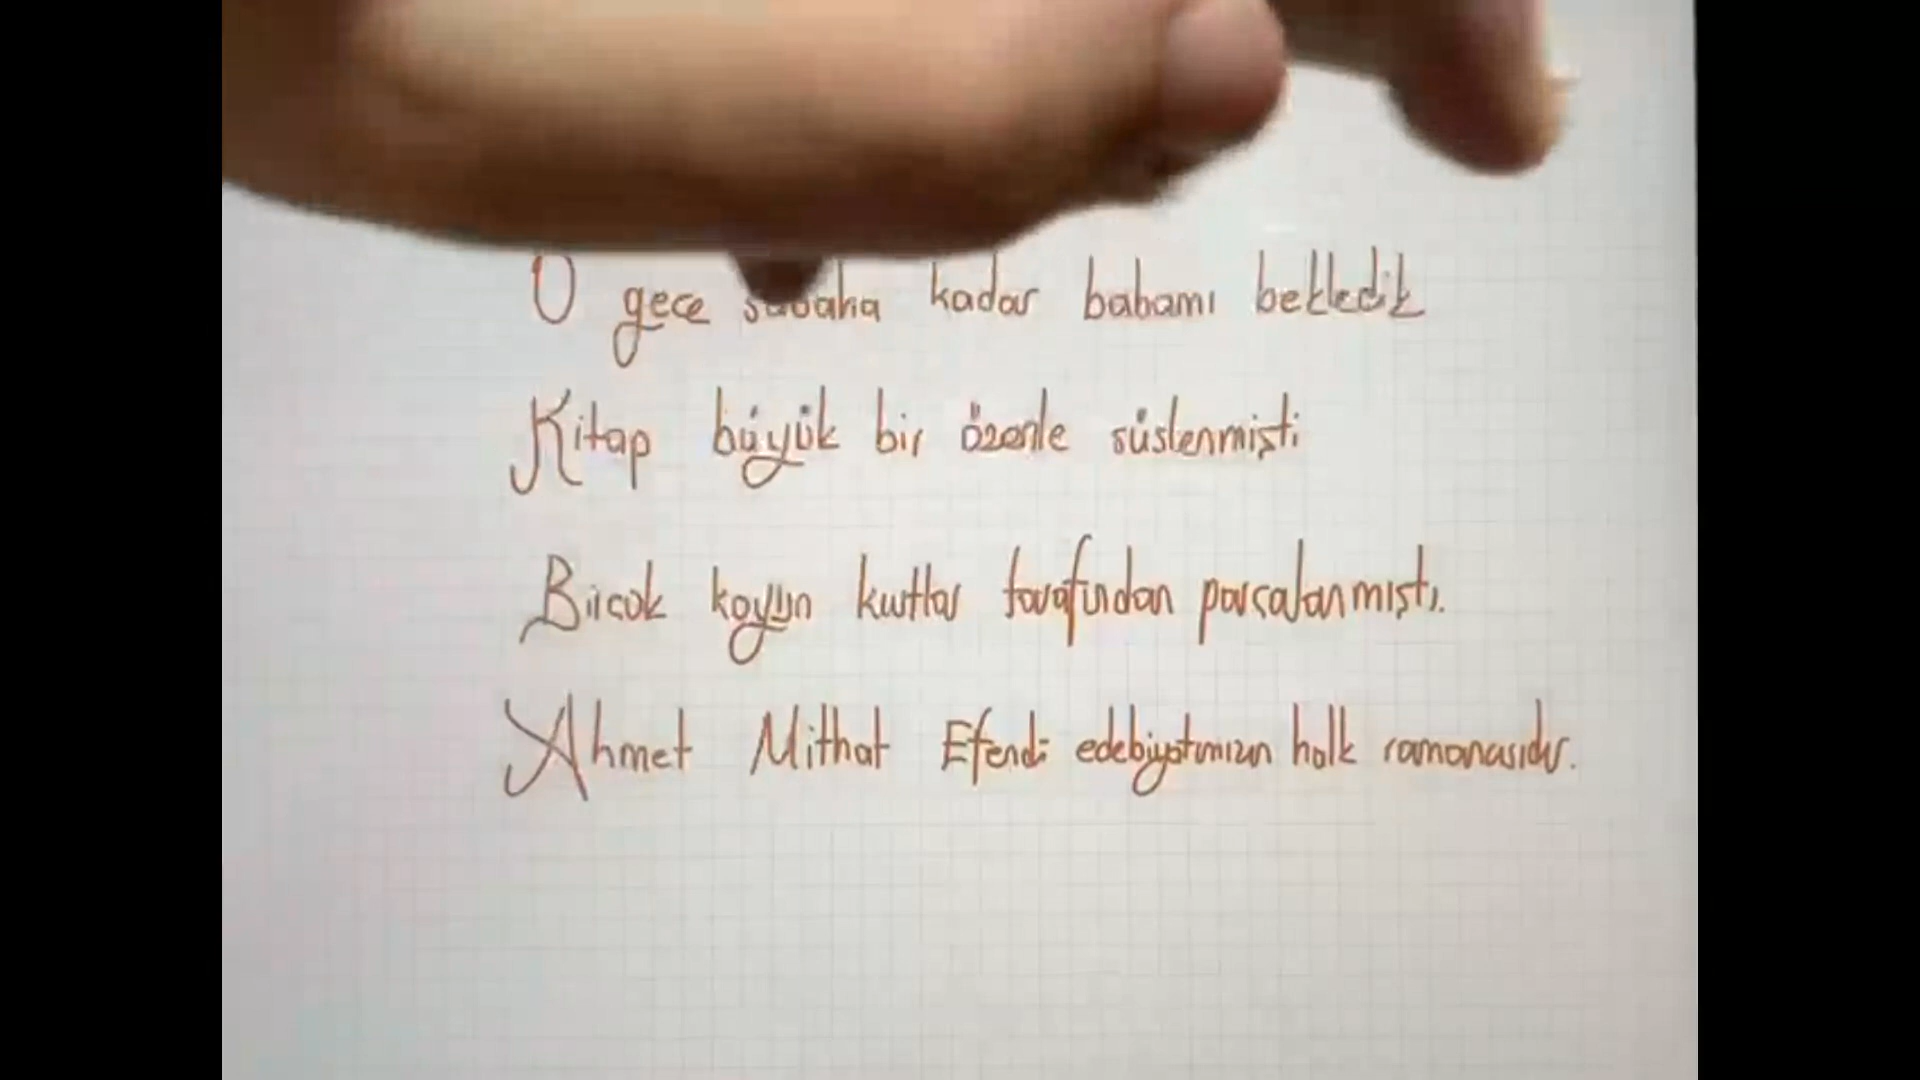 O gece sabaha kadar babamı bekledik
Kitap büyük bir özenle süslenmişti
Birçok koyun kurtlar tarafından parçalanmıştı.
Ahmet Mithat Efendi edebiyatımızın halk romancısıdır.